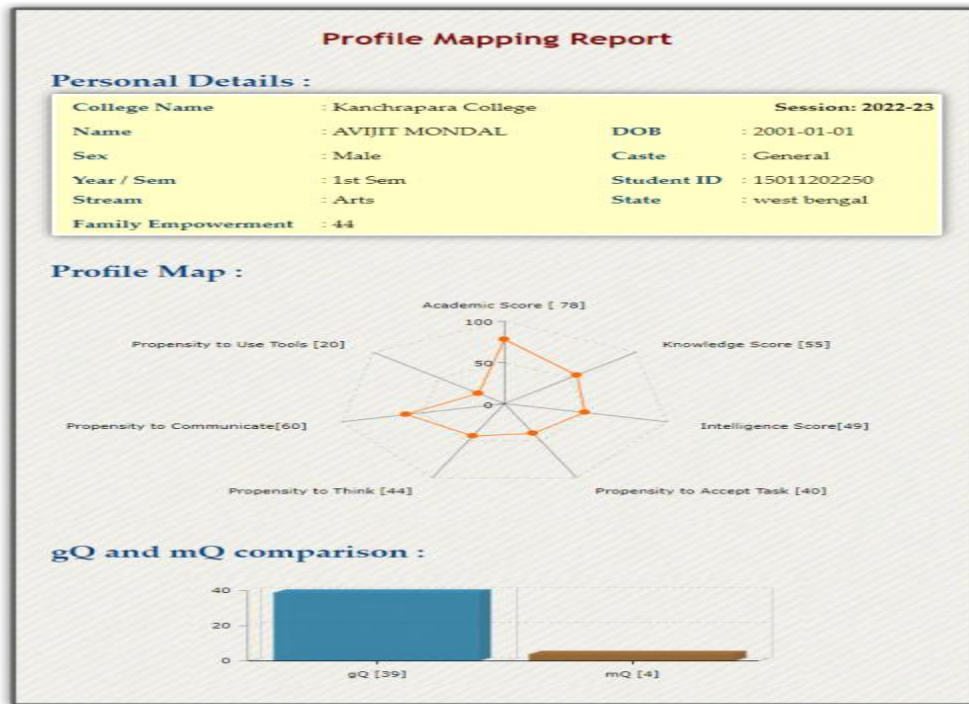 Profile Mapping Report
Personal Details :
College Name : Kanchrapara College Session: 2022-23
Name : AVIJIT MONDAL DOB : 2001-01-01
Sex : Male Caste : General
Year / Sem : 1st Sem Student ID : 15011202250
Stream : Arts State : west bengal
Family Empowerment : 44
Profile Map :
Academic Score [ 78]
100
Propensity to Use Tools [20] Knowledge Score [55]
50
0
Propensity to Communicate[60] Intelligence Score[49]
Propensity to Think [44] Propensity to Accept Task [40]
gQ and mQ comparison :
40
20
0
gQ [39] mQ [4]